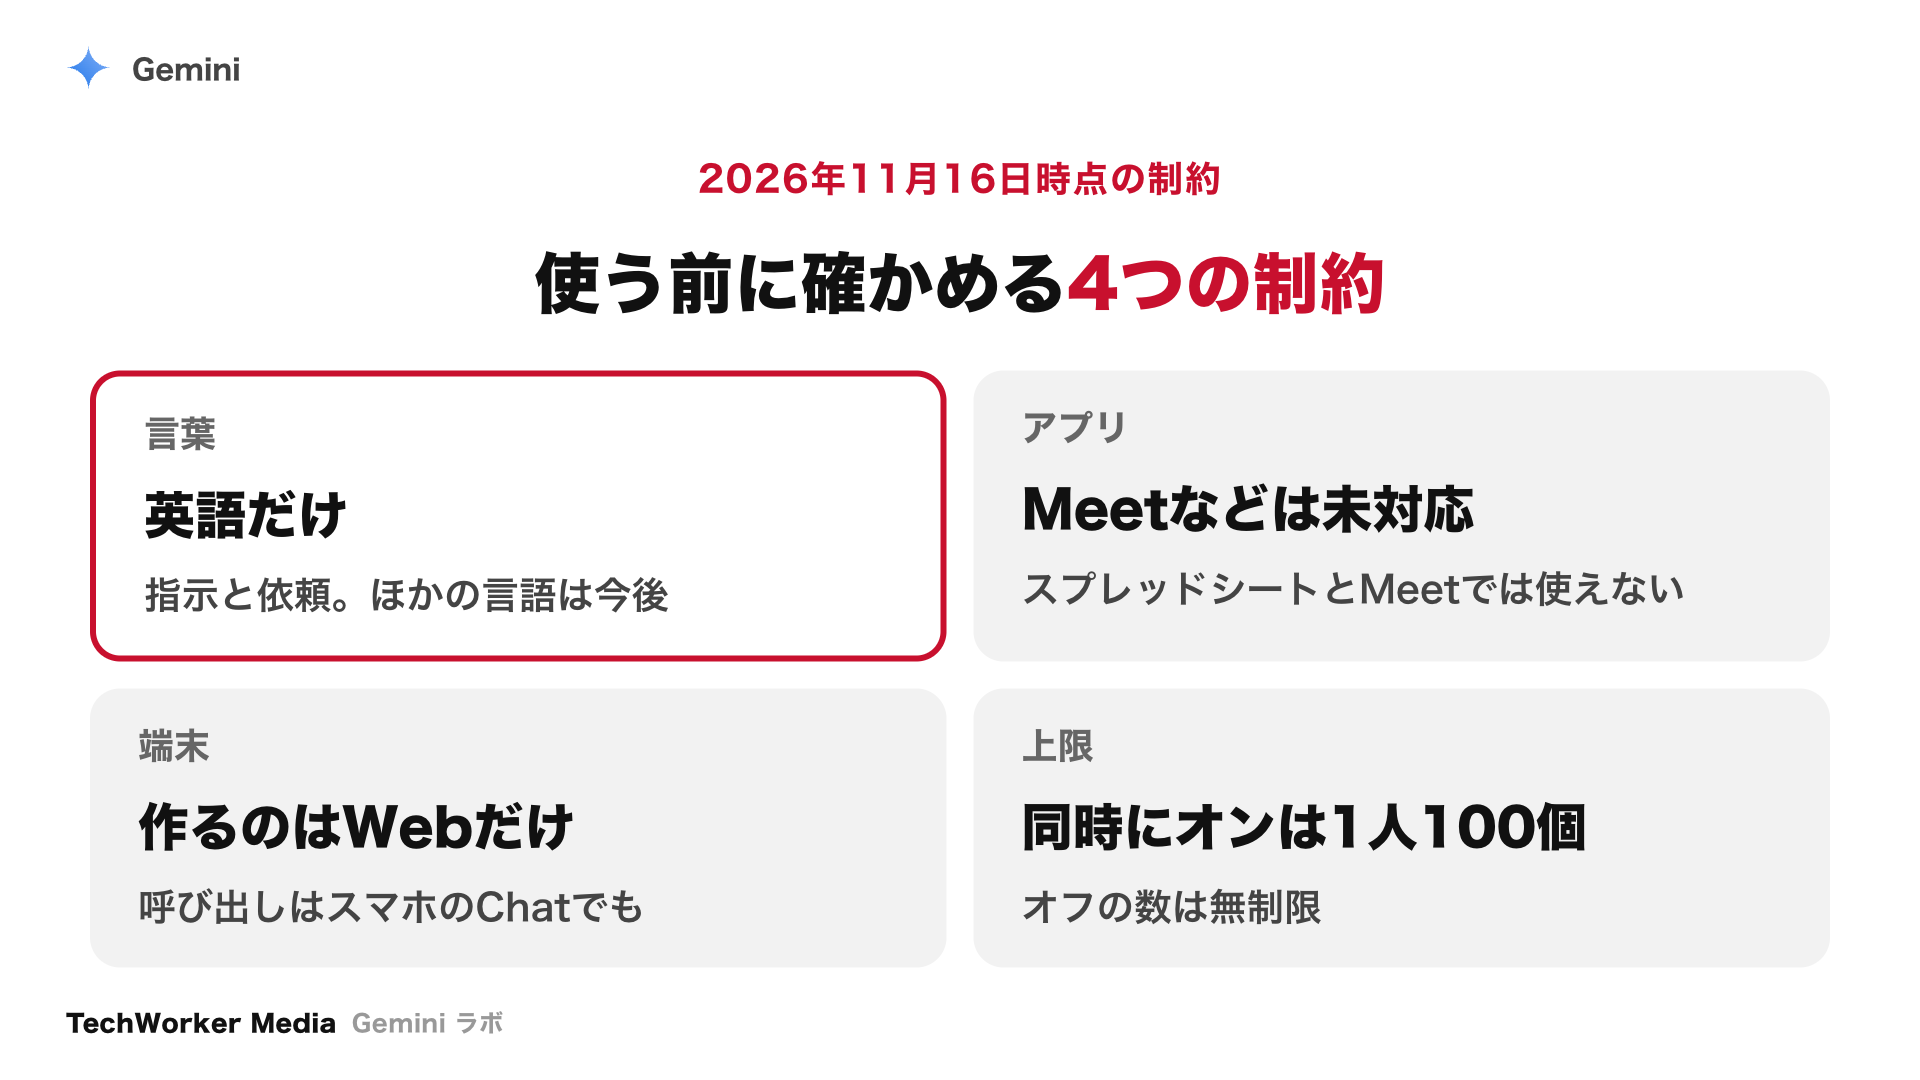 Gemini
2026年11月16日時点の制約
使う前に確かめる4つの制約
言葉
英語だけ
指示と依頼。ほかの言語は今後
アプリ
Meetなどは未対応
スプレッドシートとMeetでは使えない
端末
作るのはWebだけ
呼び出しはスマホのChatでも
上限
同時にオンは1人100個
オフの数は無制限
TechWorker Media Gemini ラボ